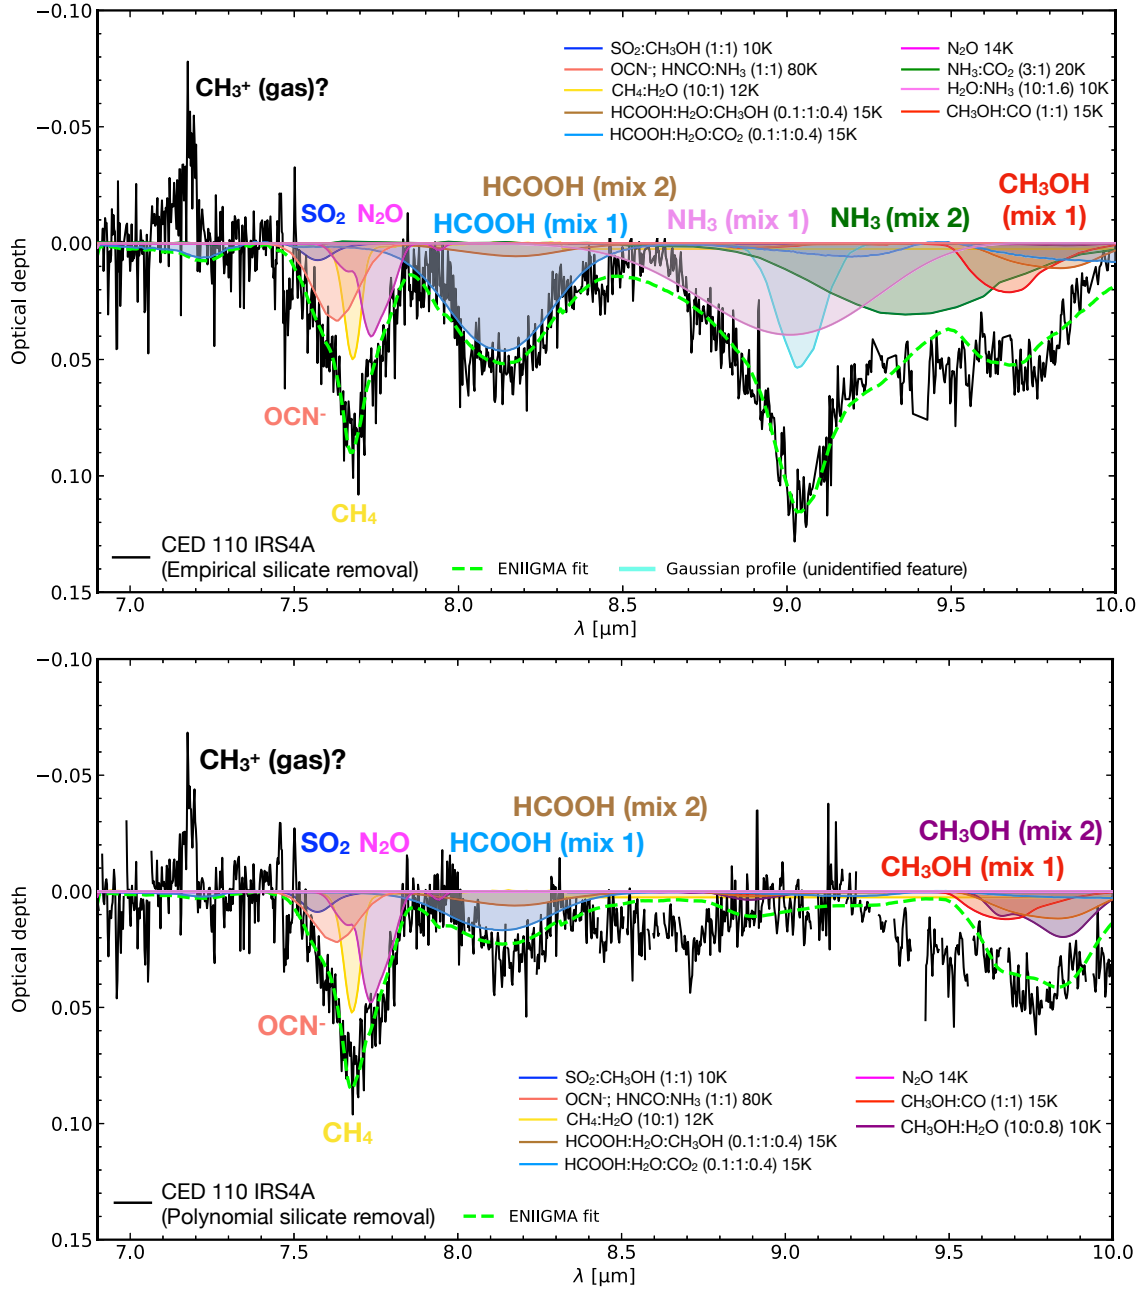 −0.10
−0.05
0.00
0.05
0.10
0.15
Optical depth
SO₂:CH₃OH (1:1) 10K
OCN⁻; HNCO:NH₃ (1:1) 80K
CH₄:H₂O (10:1) 12K
HCOOH:H₂O:CH₃OH (0.1:1:0.4) 15K
HCOOH:H₂O:CO₂ (0.1:1:0.4) 15K
N₂O 14K
NH₃:CO₂ (3:1) 20K
H₂O:NH₃ (10:1.6) 10K
CH₃OH:CO (1:1) 15K
CH₃⁺ (gas)?
SO₂ N₂O
HCOOH (mix 2)
HCOOH (mix 1)
NH₃ (mix 1)
NH₃ (mix 2)
CH₃OH
(mix 1)
OCN⁻
CH₄
CED 110 IRS4A
(Empirical silicate removal)
ENIIGMA fit
Gaussian profile (unidentified feature)
7.0 7.5 8.0 8.5 9.0 9.5 10.0
λ [μm]
−0.10
−0.05
0.00
0.05
0.10
0.15
Optical depth
CH₃⁺ (gas)?
SO₂ N₂O
HCOOH (mix 2)
HCOOH (mix 1)
CH₃OH (mix 2)
CH₃OH (mix 1)
OCN⁻
CH₄
SO₂:CH₃OH (1:1) 10K
OCN⁻; HNCO:NH₃ (1:1) 80K
CH₄:H₂O (10:1) 12K
HCOOH:H₂O:CH₃OH (0.1:1:0.4) 15K
HCOOH:H₂O:CO₂ (0.1:1:0.4) 15K
N₂O 14K
CH₃OH:CO (1:1) 15K
CH₃OH:H₂O (10:0.8) 10K
CED 110 IRS4A
(Polynomial silicate removal)
ENIIGMA fit
7.0 7.5 8.0 8.5 9.0 9.5 10.0
λ [μm]